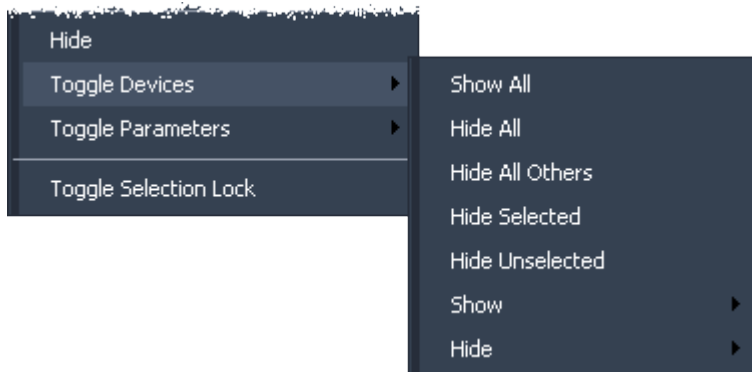 Hide
Toggle Devices
Toggle Parameters
Toggle Selection Lock
Show All
Hide All
Hide All Others
Hide Selected
Hide Unselected
Show
Hide